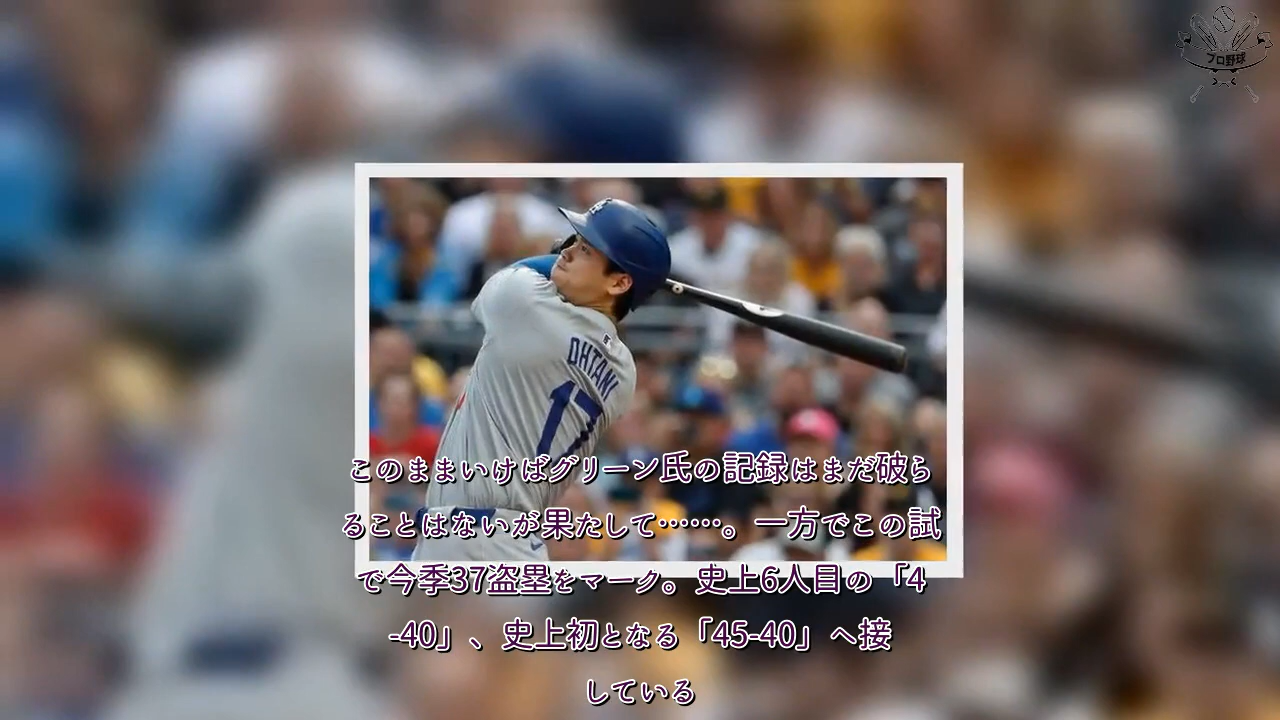 プロ野球
OHTANI
17
このままいけばグリーン氏の記録はまだ破ら
ることはないが果たして……。一方でこの試
で今季37盗塁をマーク。史上6人目の「4
-40」、史上初となる「45-40」へ接
している